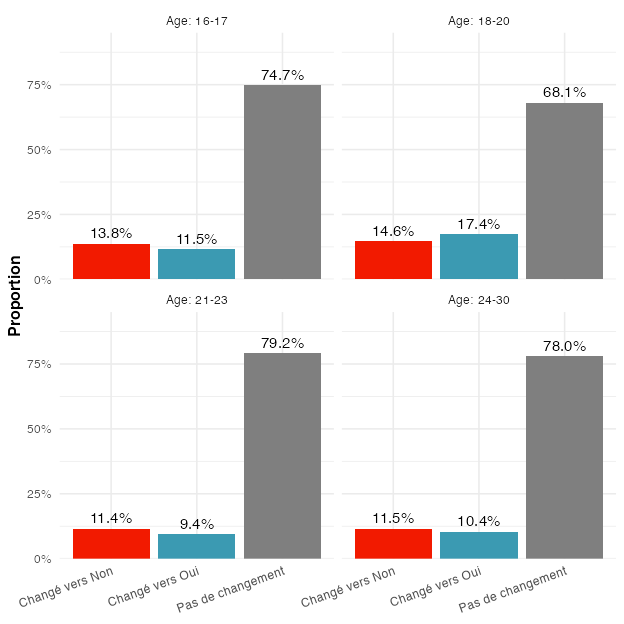 Age: 16-17
Age: 18-20
74.7%
68.1%
75%
50%
25%
13.8%
11.5%
14.6%
17.4%
0%
Proportion
Age: 21-23
Age: 24-30
79.2%
78.0%
75%
50%
25%
11.4%
9.4%
11.5%
10.4%
0%
Changé vers Non
Changé vers Oui
Pas de changement
Changé vers Non
Changé vers Oui
Pas de changement